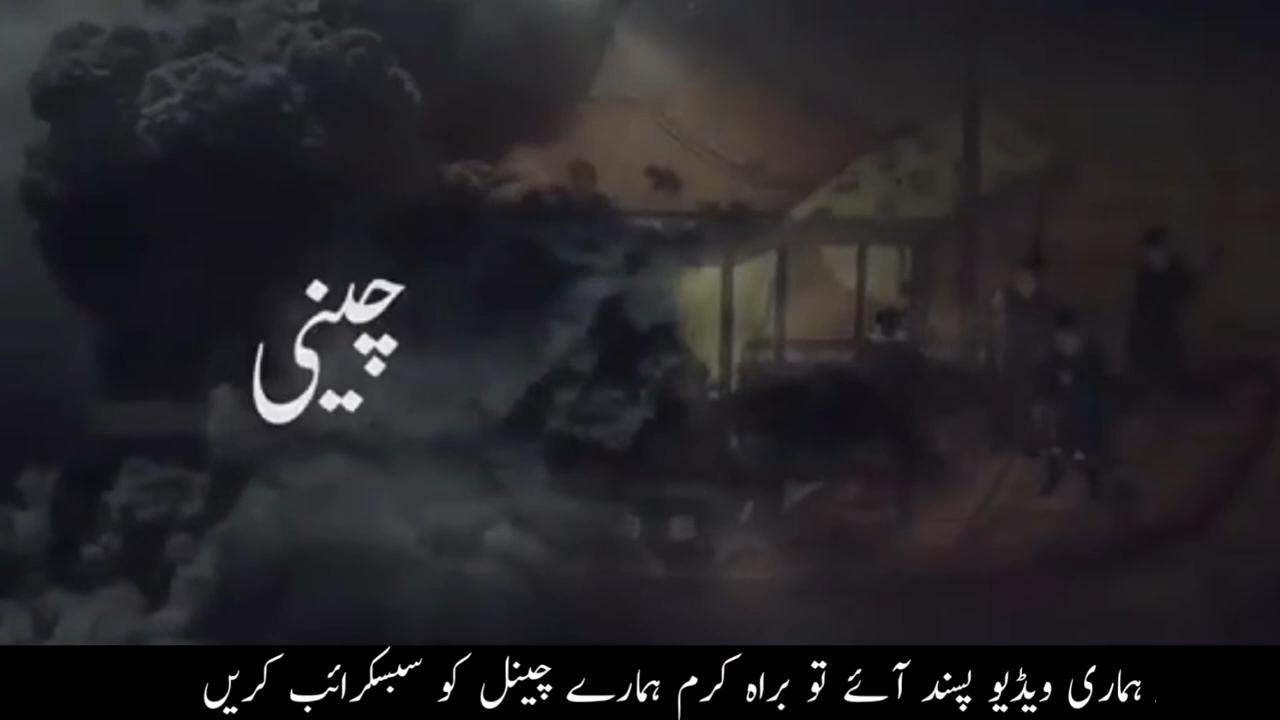 چینی
۔ ہماری ویڈیو پسند آئے تو براہ کرم ہمارے چینل کو سبسکرائب کریں